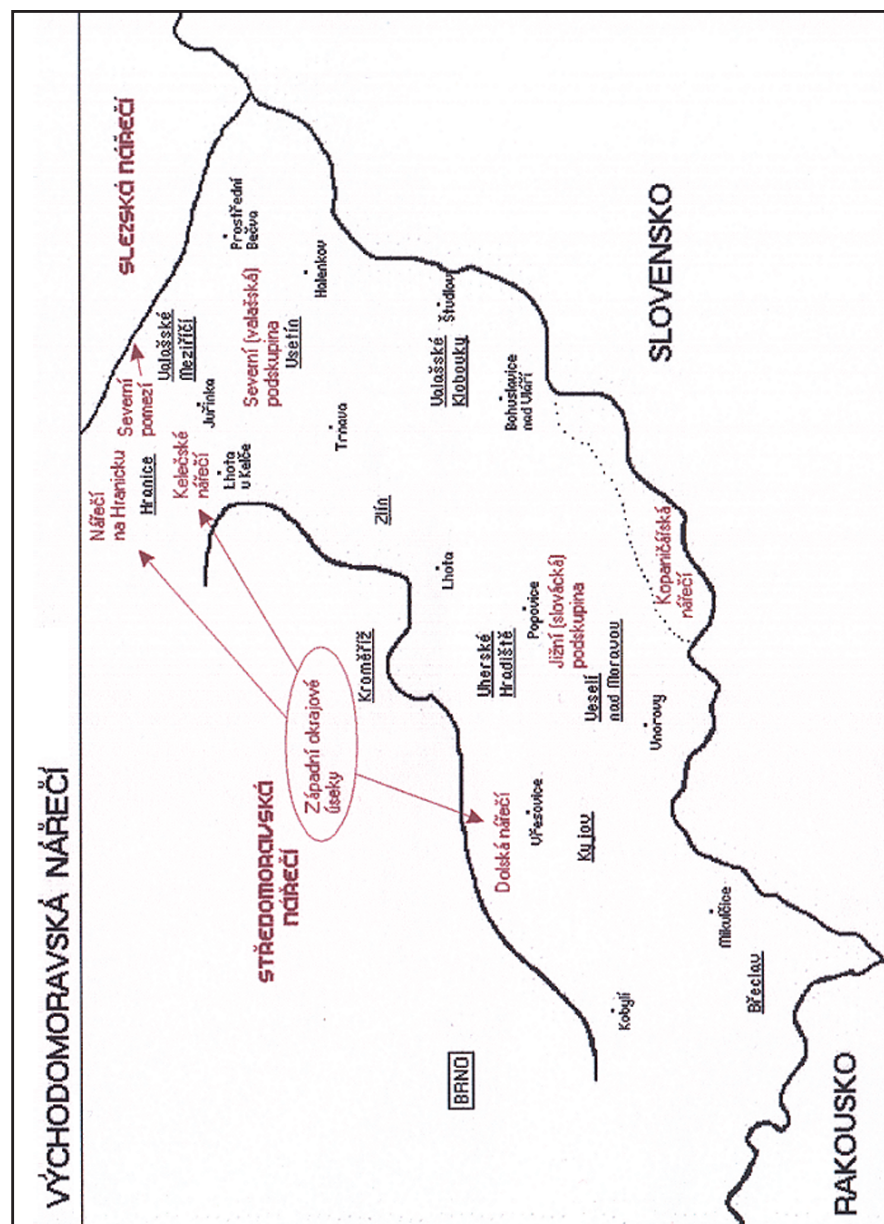 VÝCHODOMORAVSKÁ NÁŘEČÍ
SLEZSKÁ NÁŘEČÍ
Nářečí
na Hranicku
Hranice
Severní
pomezí
Valašské
Meziříčí
Kelečské
nářečí
Juřinka
Lhota
u Kelče
Prostřední
Bečva
Severní (valašská)
podskupina
Halenkov
Vsetín
Trnava
Zlín
STŘEDOMORAVSKÁ
NÁŘEČÍ
Západní okrajové
úseky
Kroměříž
Lhota
Valašské
Klobouky
Študlov
Bohuslavice
nad Vláří
SLOVENSKO
Uherské
Hradiště
Popovice
Jižní (slovácká)
podskupina
Kopaničářská
nářečí
Dolská nářečí
Vřesovice
Veselí
nad Moravou
Vnorovy
Kyjov
BRNO
Kobylí
Mikulčice
Břeclav
RAKOUSKO